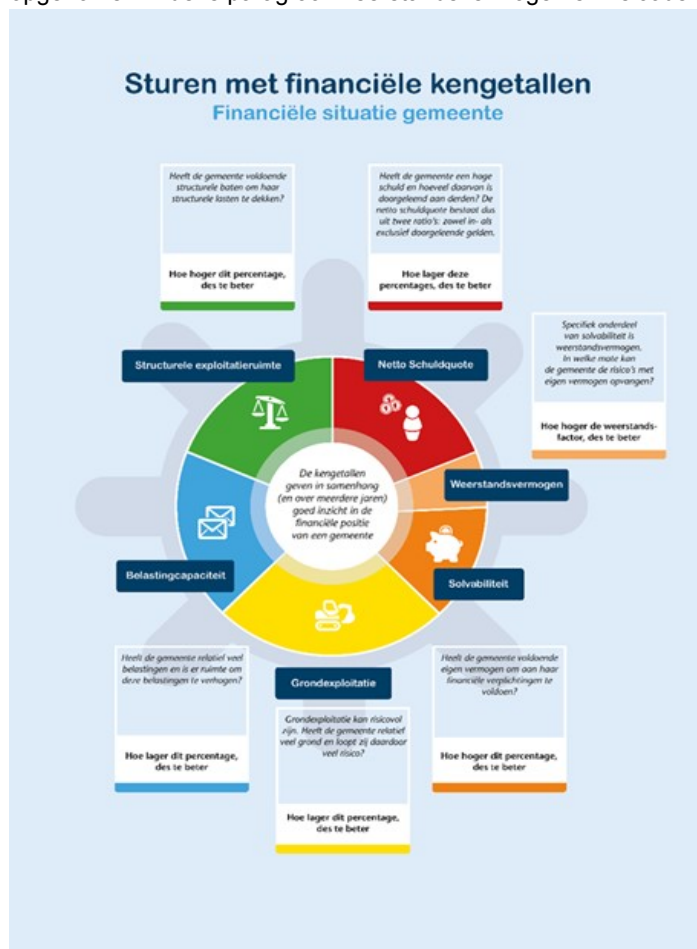 Sturen met financiële kengetallen
Financiële situatie gemeente
Heeft de gemeente voldoende
structurele baten om haar
structurele lasten te dekken?
Hoe hoger dit percentage,
des te beter
Heeft de gemeente een hoge
schuld en hoeveel daarvan is
doorgeleend aan derden? De
netto schuldquote bestaat dus
uit twee ratio's: zowel in- als
exclusief doorgeleende gelden.
Hoe lager deze
percentages, des te beter
Specifiek onderdeel
van solvabiliteit is
weerstandsvermogen.
In welke mate kan
de gemeente de risico's met
eigen vermogen opvangen?
Hoe hoger de weerstands-
factor, des te beter
Structurele exploitatieruimte
Netto Schuldquote
Weerstandsvermogen
De kengetallen
geven in samenhang
(en over meerdere jaren)
goed inzicht in de
financiële positie
van een gemeente
Belastingcapaciteit
Solvabiliteit
Grondexploitatie
Heeft de gemeente relatief veel
belastingen en is er ruimte om
deze belastingen te verhogen?
Hoe lager dit percentage,
des te beter
Grondexploitatie kan risicovol
zijn. Heeft de gemeente relatief
veel grond en loopt zij daardoor
veel risico?
Hoe lager dit percentage,
des te beter
Heeft de gemeente voldoende
eigen vermogen om aan haar
financiële verplichtingen te
voldoen?
Hoe hoger dit percentage,
des te beter